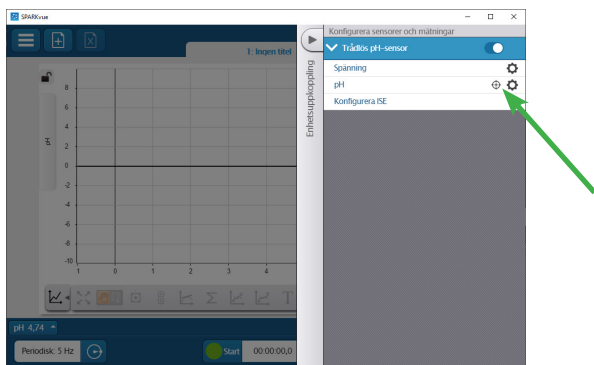 SPARKvue
Konfigurera sensorer och mätningar
Trådlös pH-sensor
Spänning
pH
Konfigurera ISE
Enhetsuppkoppling
1: Ingen titel
pH
8
6
4
2
0
-2
-4
-6
-8
-10
1 0 1 2 3 4
Σ T
pH 4,74
Periodisk: 5 Hz
Start 00:00:00,0